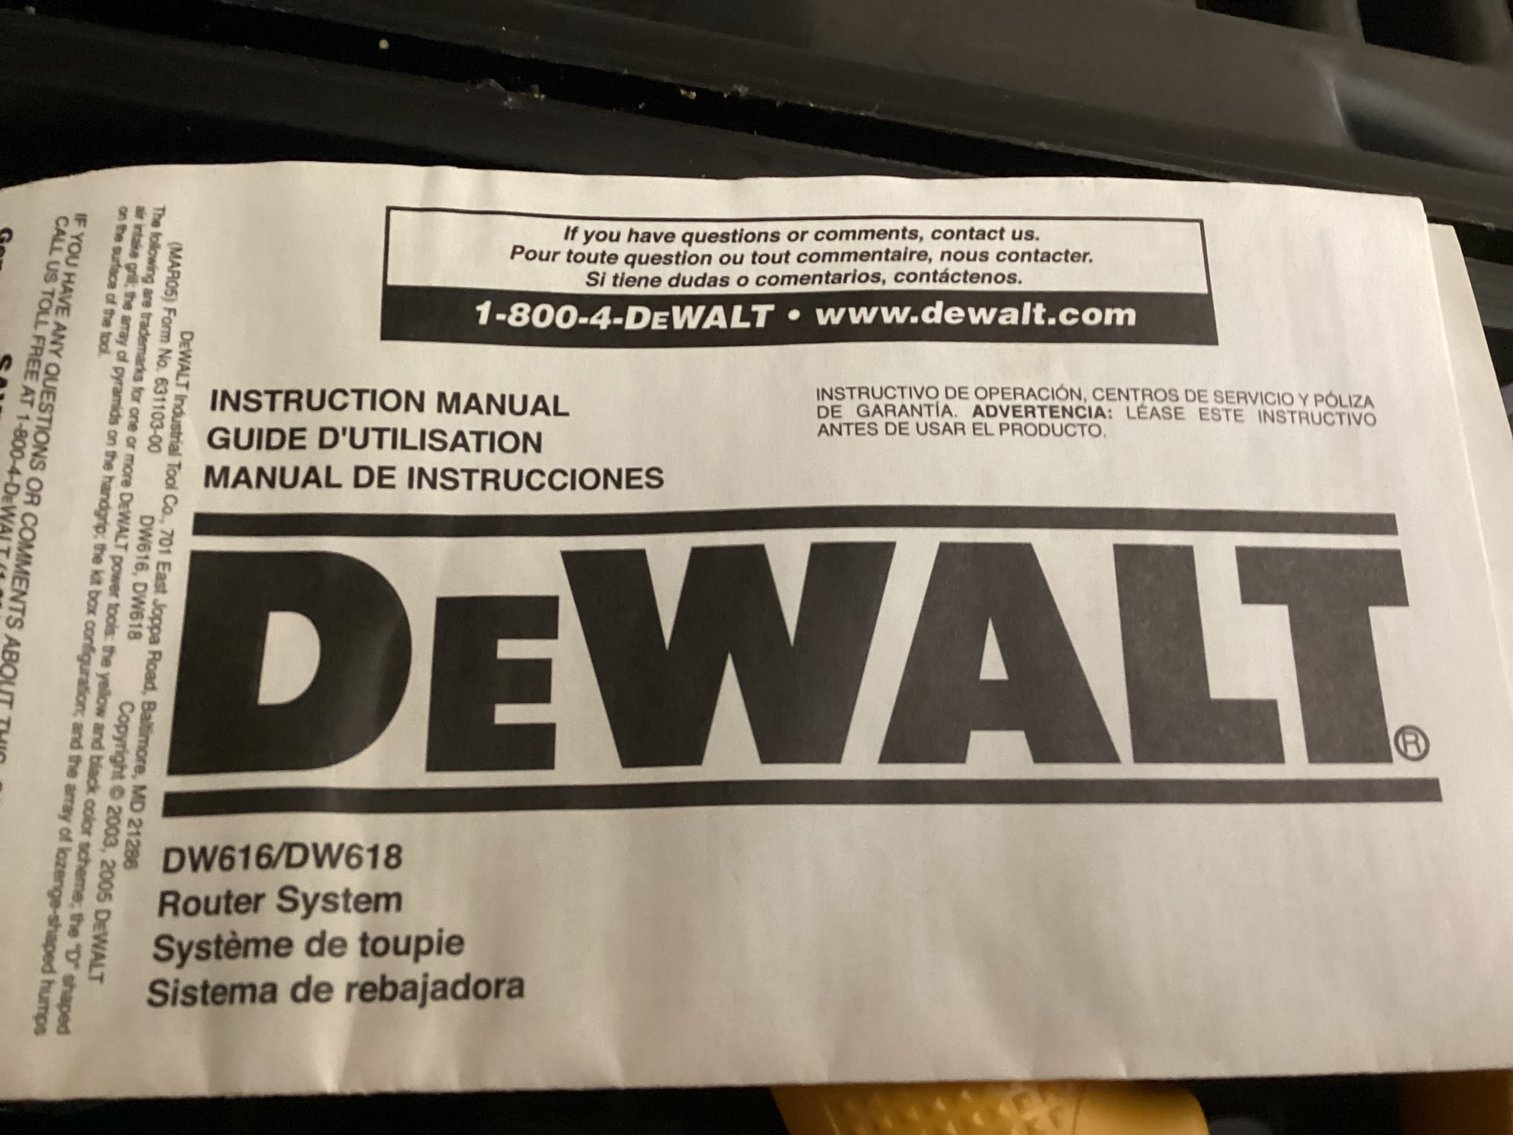 If you have questions or comments, contact us.
Pour toute question ou tout commentaire, nous contacter.
Si tiene dudas o comentarios, contáctenos.
1-800-4-DEWALT • www.dewalt.com
INSTRUCTION MANUAL
GUIDE D'UTILISATION
MANUAL DE INSTRUCCIONES
INSTRUCTIVO DE OPERACIÓN, CENTROS DE SERVICIO Y PÓLIZA
DE GARANTÍA. ADVERTENCIA: LÉASE ESTE INSTRUCTIVO
ANTES DE USAR EL PRODUCTO.
DEWALT®
DW616/DW618
Router System
Système de toupie
Sistema de rebajadora
DEWALT Industrial Tool Co., 701 East Joppa Road, Baltimore, MD 21286
(MAR05) Form No. 631103-00 DW616, DW618 Copyright © 2003, 2005 DEWALT
The following are trademarks for one or more DEWALT power tools: the yellow and black color scheme; the "D" shaped
air intake grill; the array of pyramids on the handgrip; the kit box configuration; and the array of lozenge-shaped humps
on the surface of the tool.
IF YOU HAVE ANY QUESTIONS OR COMMENTS ABOUT THIS
CALL US TOLL FREE AT 1-800-4-DEWALT